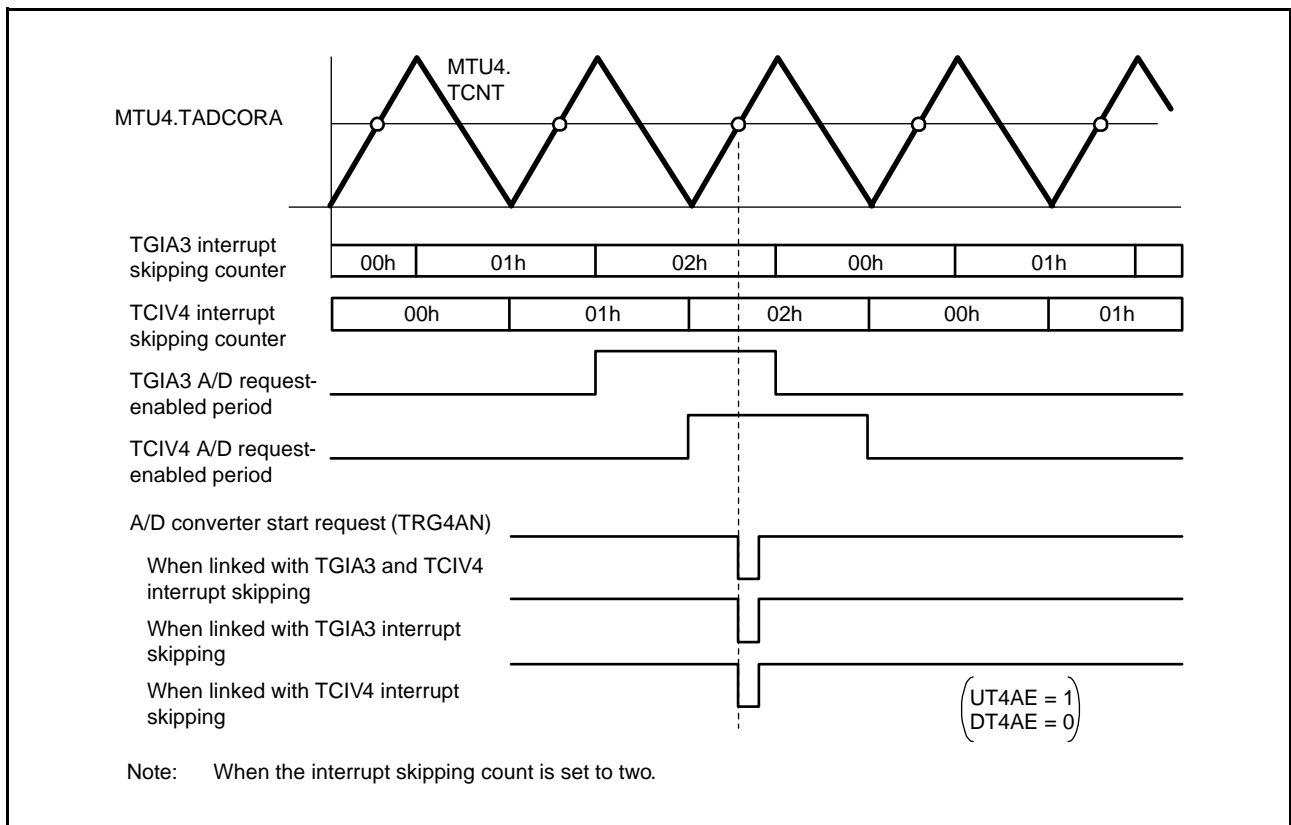 MTU4.
TCNT
MTU4.TADCORA
TGIA3 interrupt
skipping counter
00h 01h 02h 00h 01h
TCIV4 interrupt
skipping counter
00h 01h 02h 00h 01h
TGIA3 A/D request-
enabled period
TCIV4 A/D request-
enabled period
A/D converter start request (TRG4AN)
When linked with TGIA3 and TCIV4
interrupt skipping
When linked with TGIA3 interrupt
skipping
When linked with TCIV4 interrupt
skipping
UT4AE = 1
DT4AE = 0
Note: When the interrupt skipping count is set to two.